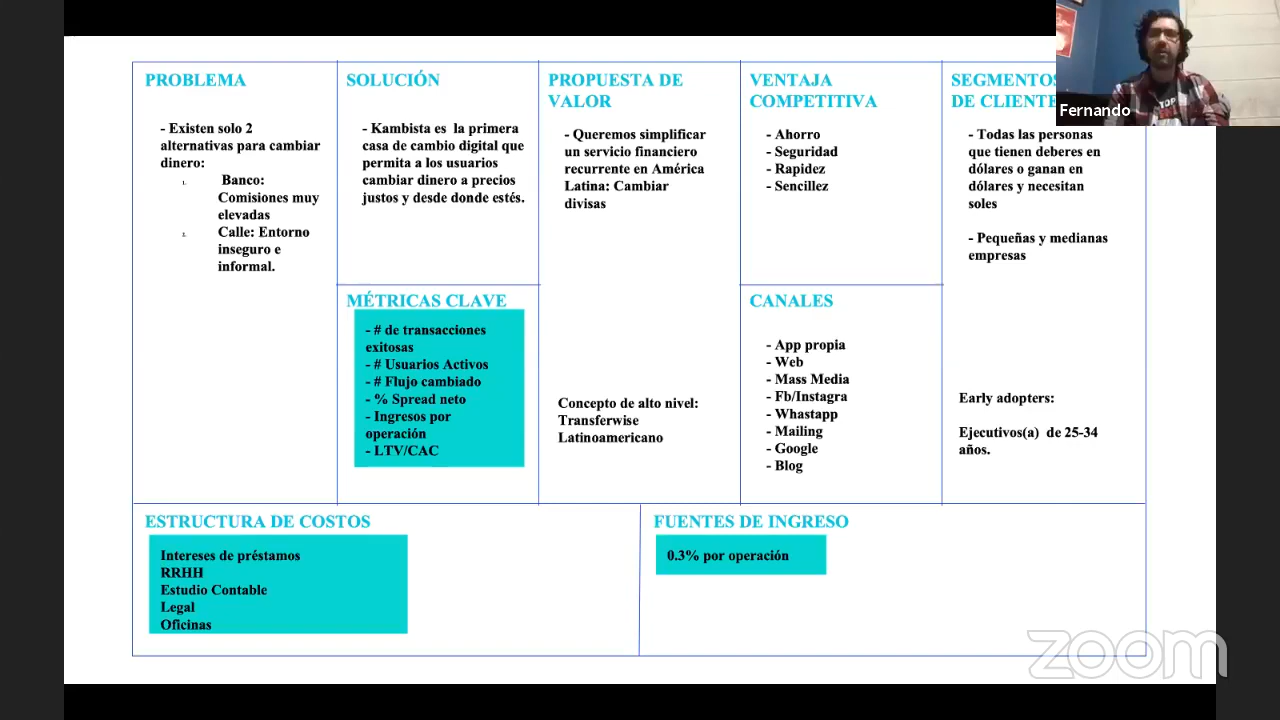 PROBLEMA
- Existen solo 2
alternativas para cambiar
dinero:
1. Banco:
Comisiones muy
elevadas
2. Calle: Entorno
inseguro e
informal.
SOLUCIÓN
- Kambista es la primera
casa de cambio digital que
permita a los usuarios
cambiar dinero a precios
justos y desde donde estés.
MÉTRICAS CLAVE
- # de transacciones
exitosas
- # Usuarios Activos
- # Flujo cambiado
- % Spread neto
- Ingresos por
operación
- LTV/CAC
PROPUESTA DE
VALOR
- Queremos simplificar
un servicio financiero
recurrente en América
Latina: Cambiar
divisas
Concepto de alto nivel:
Transferwise
Latinoamericano
VENTAJA
COMPETITIVA
- Ahorro
- Seguridad
- Rapidez
- Sencillez
CANALES
- App propia
- Web
- Mass Media
- Fb/Instagra
- Whastapp
- Mailing
- Google
- Blog
SEGMENTOS
DE CLIENTE
- Todas las personas
que tienen deberes en
dólares o ganan en
dólares y necesitan
soles
- Pequeñas y medianas
empresas
Early adopters:
Ejecutivos(a) de 25-34
años.
ESTRUCTURA DE COSTOS
Intereses de préstamos
RRHH
Estudio Contable
Legal
Oficinas
FUENTES DE INGRESO
0.3% por operación
Fernando
TOP
zoom